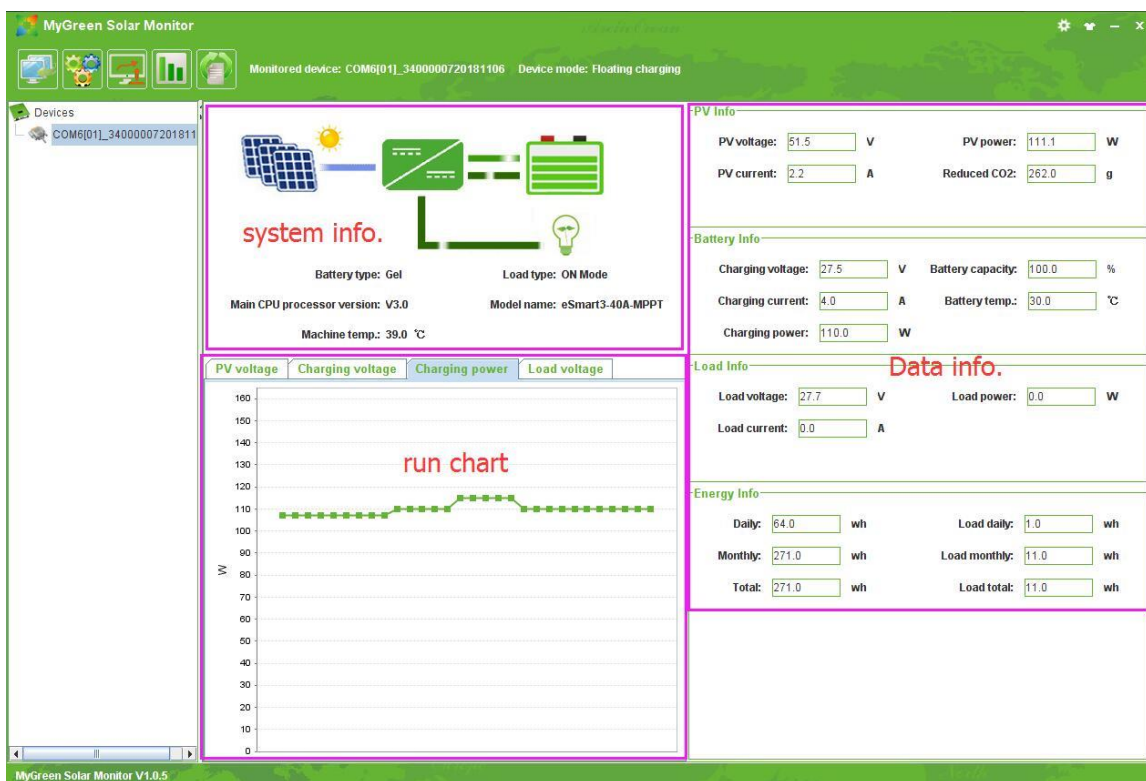 MyGreen Solar Monitor
Monitored device: COM6[01]_3400000720181106 Device mode: Floating charging
Devices
COM6[01]_34000007201811
system info.
Battery type: Gel Load type: ON Mode
Main CPU processor version: V3.0 Model name: eSmart3-40A-MPPT
Machine temp.: 39.0 ℃
PV voltage Charging voltage Charging power Load voltage
run chart
W
160
150
140
130
120
110
100
90
80
70
60
50
40
30
20
10
0
PV Info
PV voltage: 51.5 V PV power: 111.1 W
PV current: 2.2 A Reduced CO2: 262.0 g
Battery Info
Charging voltage: 27.5 V Battery capacity: 100.0 %
Charging current: 4.0 A Battery temp.: 30.0 ℃
Charging power: 110.0 W
Load Info
Data info.
Load voltage: 27.7 V Load power: 0.0 W
Load current: 0.0 A
Energy Info
Daily: 64.0 wh Load daily: 1.0 wh
Monthly: 271.0 wh Load monthly: 11.0 wh
Total: 271.0 wh Load total: 11.0 wh
MyGreen Solar Monitor V1.0.5